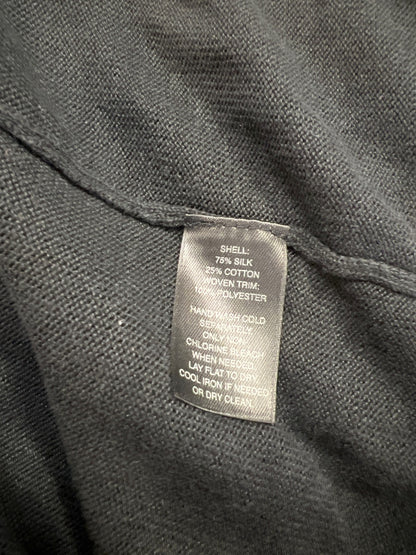 SHELL:
75% SILK
25% COTTON
WOVEN TRIM:
100% POLYESTER
HAND WASH COLD
SEPARATELY
ONLY NON
CHLORINE BLEACH
WHEN NEEDED
LAY FLAT TO DRY
COOL IRON IF NEEDED
OR DRY CLEAN